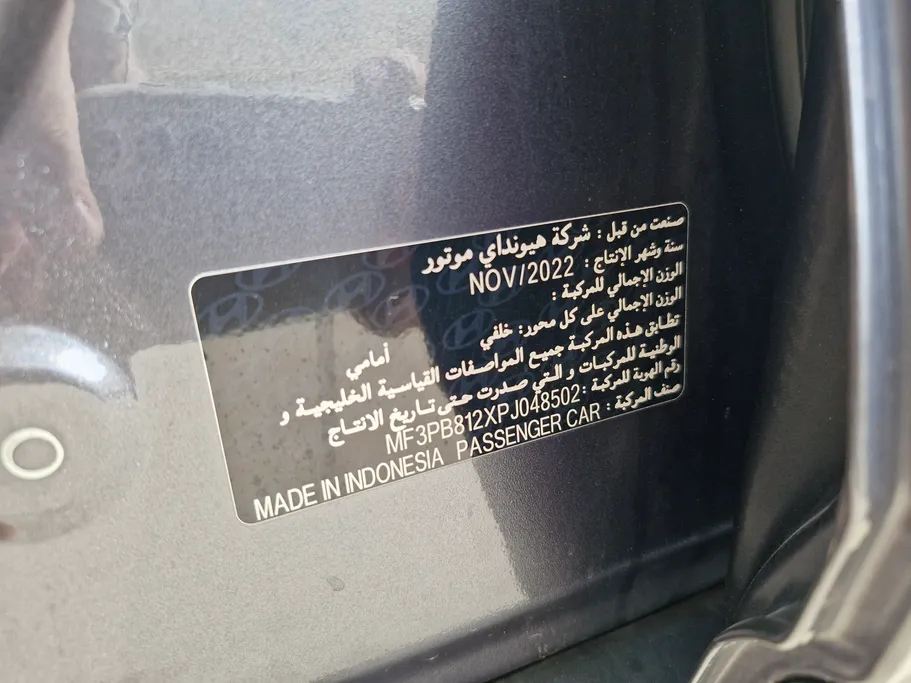 صنعت من قبل : شركة هيونداي موتور
سنة وشهر الإنتاج : NOV/2022
الوزن الإجمالي للمركبة :
الوزن الإجمالي على كل محور: خلفي
أمامي
تطابق هذه المركبة جميع المواصفات القياسية الخليجية و
الوطنية للمركبات و التي صدرت حتى تاريخ الانتاج
رقم الهوية للمركبة : MF3PB812XPJ048502
صنف المركبة : PASSENGER CAR
MADE IN INDONESIA